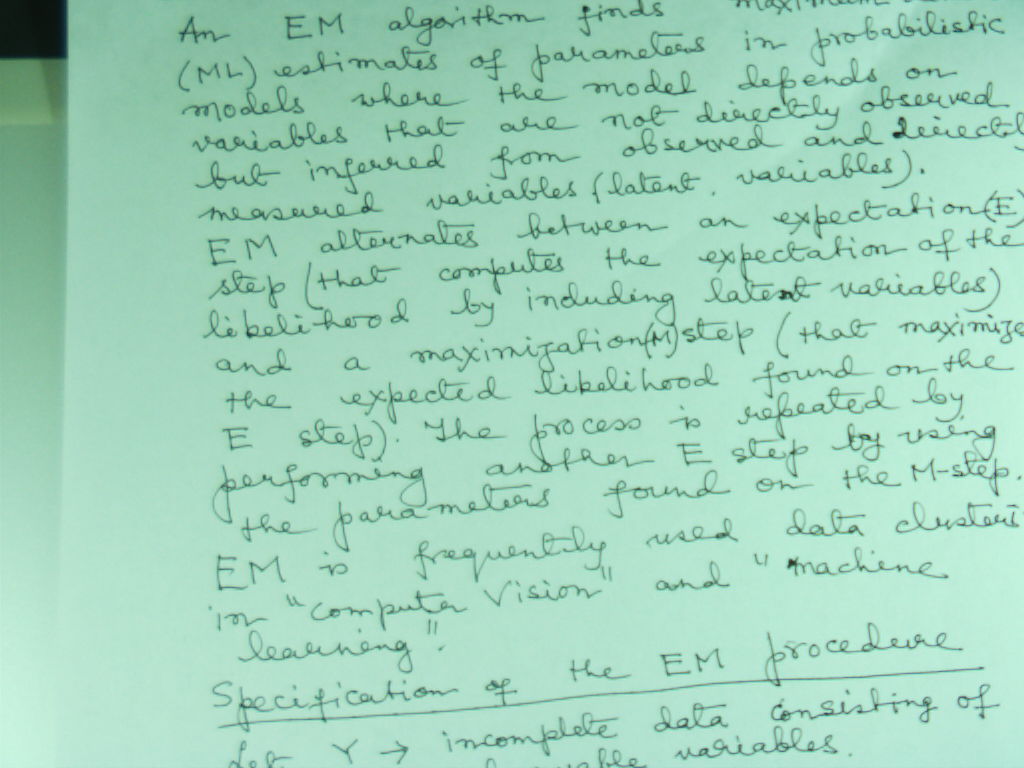 An EM algorithm finds maximum
(ML) estimates of parameters in probabilistic
models where the model depends on
variables that are not directly observed
but inferred from observed and directl
measured variables (latent variables).
EM alternates between an expectation(E)
step (that computes the expectation of the
likelihood by including latent variables)
and a maximization(M) step (that maximize
the expected likelihood found on the
E step). The process is repeated by
performing another E step by using
the parameters found on the M-step.
EM is frequently used data clusteri
in "computer Vision" and "machine
learning".
Specification of the EM procedure
Let Y → incomplete data consisting of
variables.